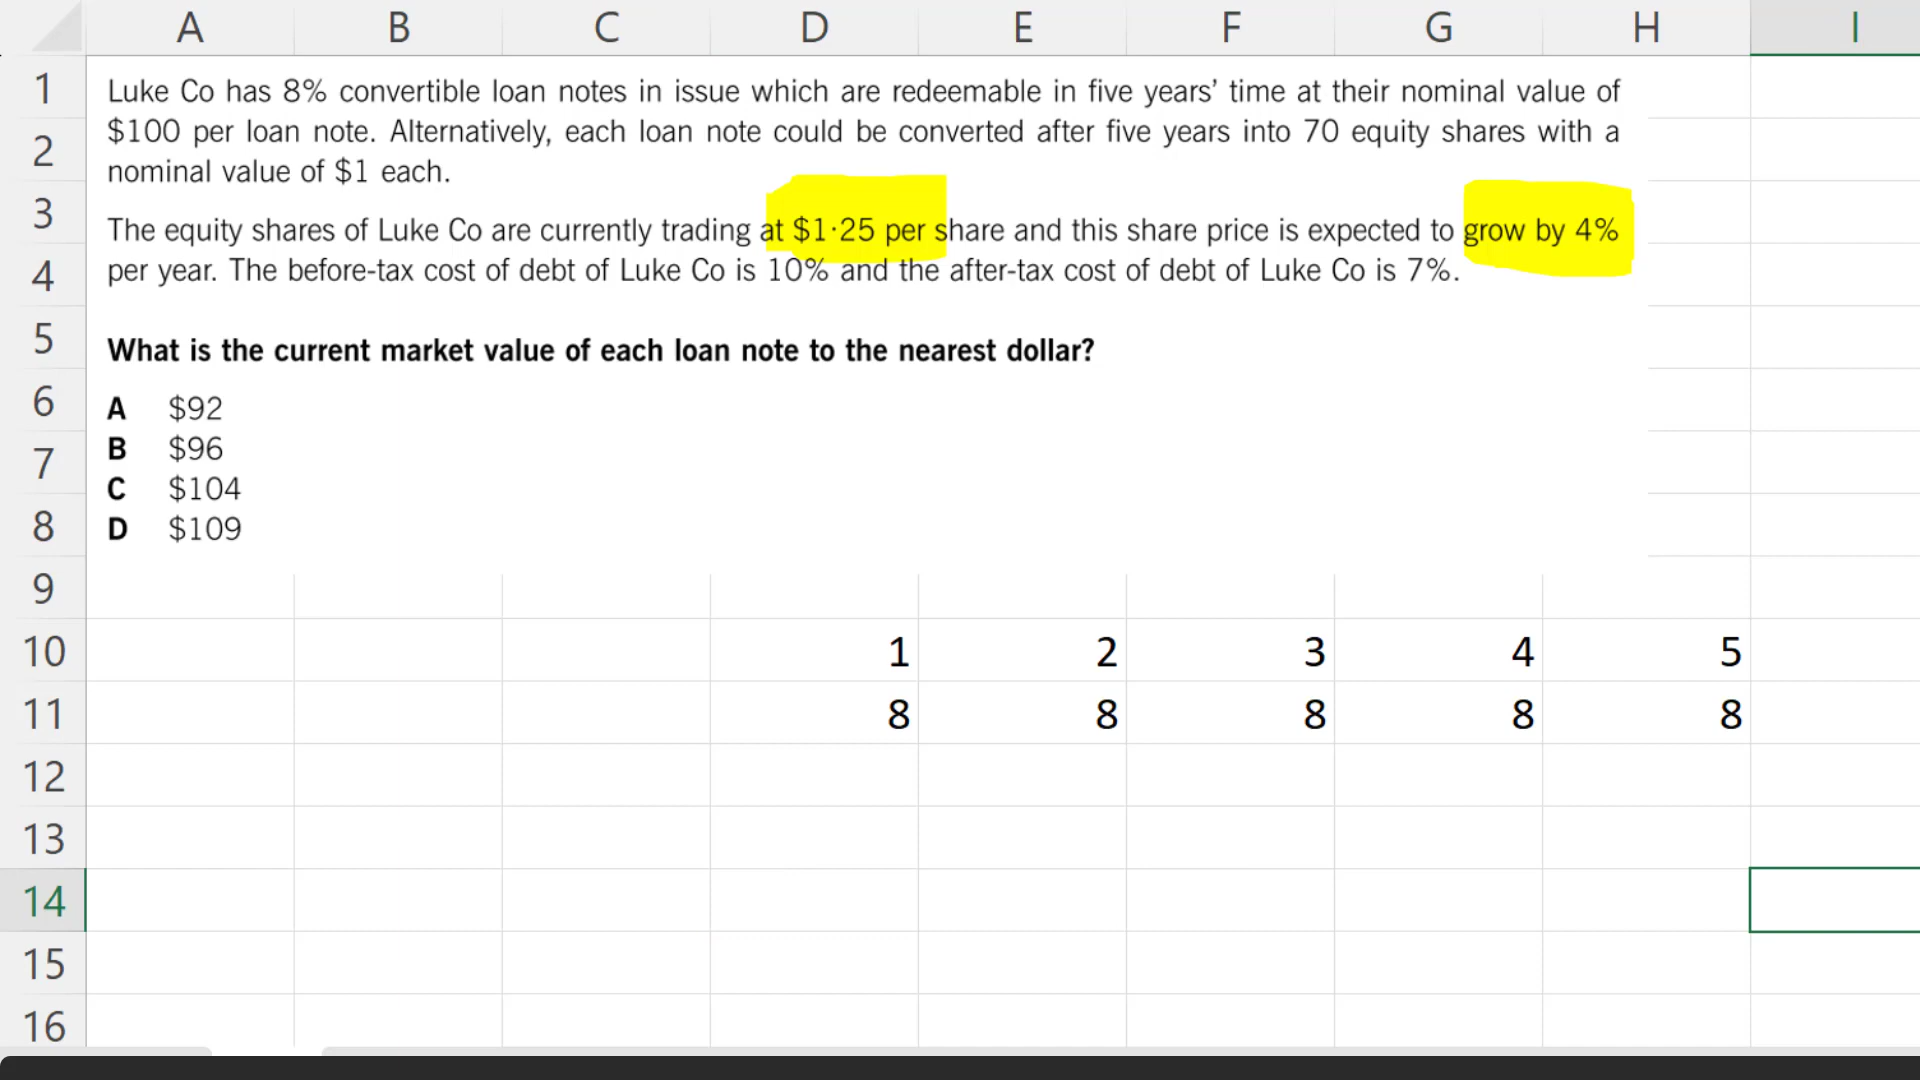 A B C D E F G H I
1
2
3
4
5
6
7
8
9
10
11
12
13
14
15
16
Luke Co has 8% convertible loan notes in issue which are redeemable in five years’ time at their nominal value of
$100 per loan note. Alternatively, each loan note could be converted after five years into 70 equity shares with a
nominal value of $1 each.
The equity shares of Luke Co are currently trading at $1·25 per share and this share price is expected to grow by 4%
per year. The before-tax cost of debt of Luke Co is 10% and the after-tax cost of debt of Luke Co is 7%.
What is the current market value of each loan note to the nearest dollar?
A $92
B $96
C $104
D $109
1 2 3 4 5
8 8 8 8 8